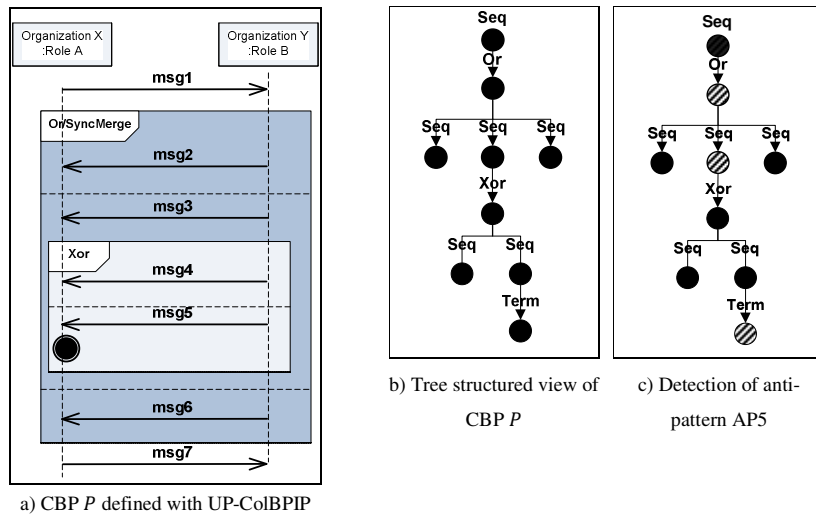 Organization X
:Role A
Organization Y
:Role B
msg1
Or/SyncMerge
msg2
msg3
Xor
msg4
msg5
msg6
msg7
a) CBP P defined with UP-ColBPIP
Seq
Or
Seq Seq Seq
Xor
Seq Seq
Term
b) Tree structured view of
CBP P
Seq
Or
Seq Seq Seq
Xor
Seq Seq
Term
c) Detection of anti-
pattern AP5